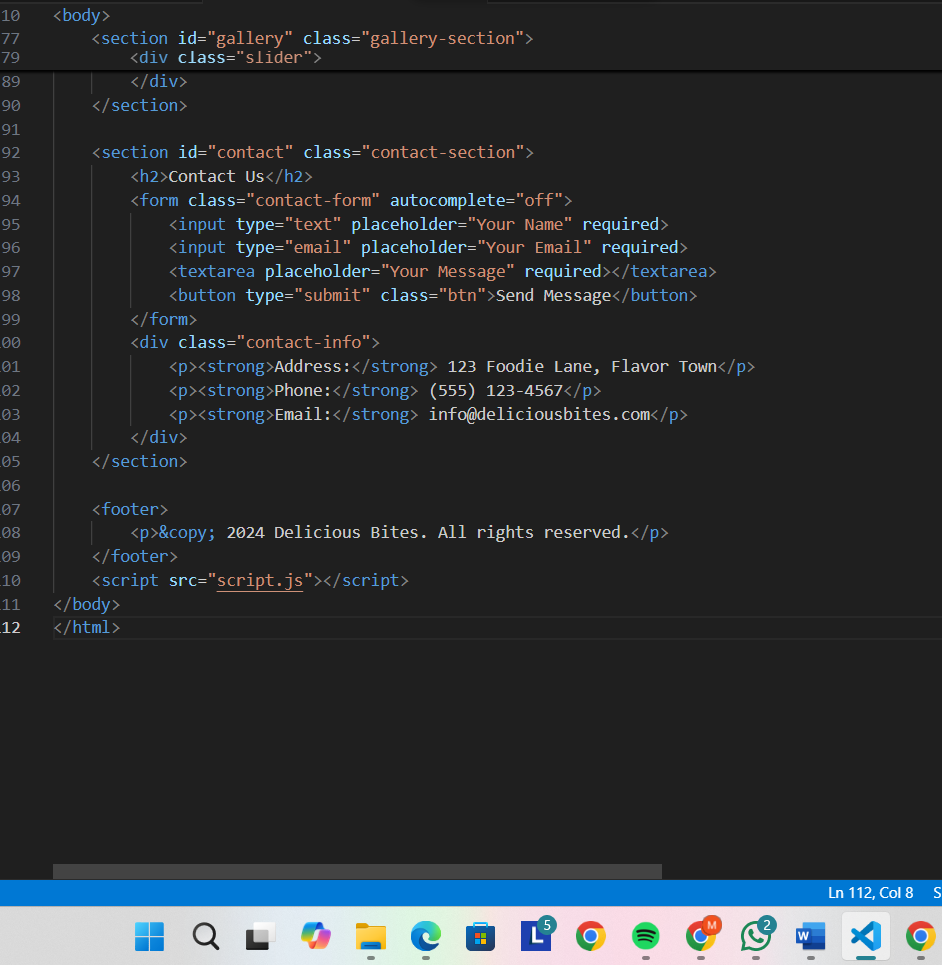 10 <body>
77 <section id="gallery" class="gallery-section">
79 <div class="slider">
89 </div>
90 </section>
91
92 <section id="contact" class="contact-section">
93 <h2>Contact Us</h2>
94 <form class="contact-form" autocomplete="off">
95 <input type="text" placeholder="Your Name" required>
96 <input type="email" placeholder="Your Email" required>
97 <textarea placeholder="Your Message" required></textarea>
98 <button type="submit" class="btn">Send Message</button>
99 </form>
00 <div class="contact-info">
01 <p><strong>Address:</strong> 123 Foodie Lane, Flavor Town</p>
02 <p><strong>Phone:</strong> (555) 123-4567</p>
03 <p><strong>Email:</strong> info@deliciousbites.com</p>
04 </div>
05 </section>
06
07 <footer>
08 <p>&copy; 2024 Delicious Bites. All rights reserved.</p>
09 </footer>
10 <script src="script.js"></script>
11 </body>
12 </html>
Ln 112, Col 8 S
L 5 M 2 W